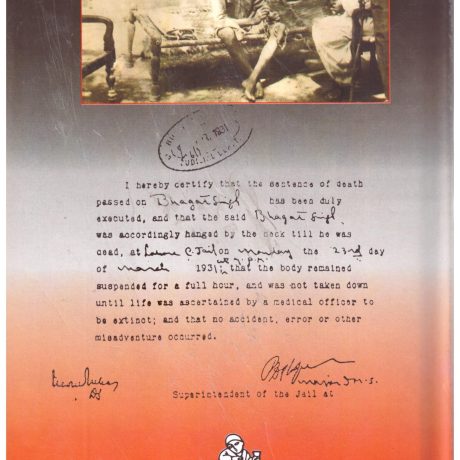 I hereby certify that the sentence of death
passed on Bhagat Singh has been duly
executed, and that the said Bhagat Singh
was accordingly hanged by the neck till he was
dead, at Lahore C. Jail on Monday the 23rd day
of March 1931; at 7 P.M. that the body remained
suspended for a full hour, and was not taken down
until life was ascertained by a medical officer to
be extinct; and that no accident, error or other
misadventure occurred.
Major I.M.S.
Superintendent of the Jail at